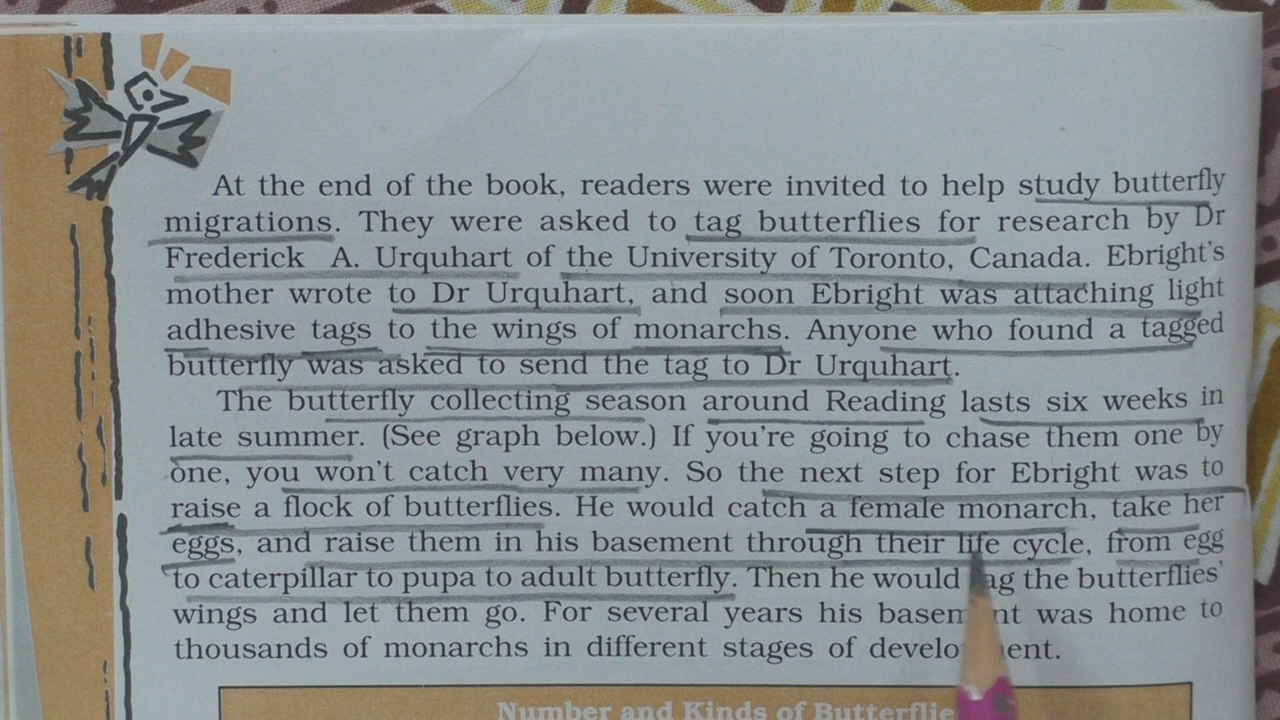 At the end of the book, readers were invited to help study butterfly
migrations. They were asked to tag butterflies for research by Dr
Frederick A. Urquhart of the University of Toronto, Canada. Ebright's
mother wrote to Dr Urquhart, and soon Ebright was attaching light
adhesive tags to the wings of monarchs. Anyone who found a tagged
butterfly was asked to send the tag to Dr Urquhart.
The butterfly collecting season around Reading lasts six weeks in
late summer. (See graph below.) If you're going to chase them one by
one, you won't catch very many. So the next step for Ebright was to
raise a flock of butterflies. He would catch a female monarch, take her
eggs, and raise them in his basement through their life cycle, from egg
to caterpillar to pupa to adult butterfly. Then he would the butterflies'
wings and let them go. For several years his was home to
thousands of monarchs in different stages of
Number and Kinds of